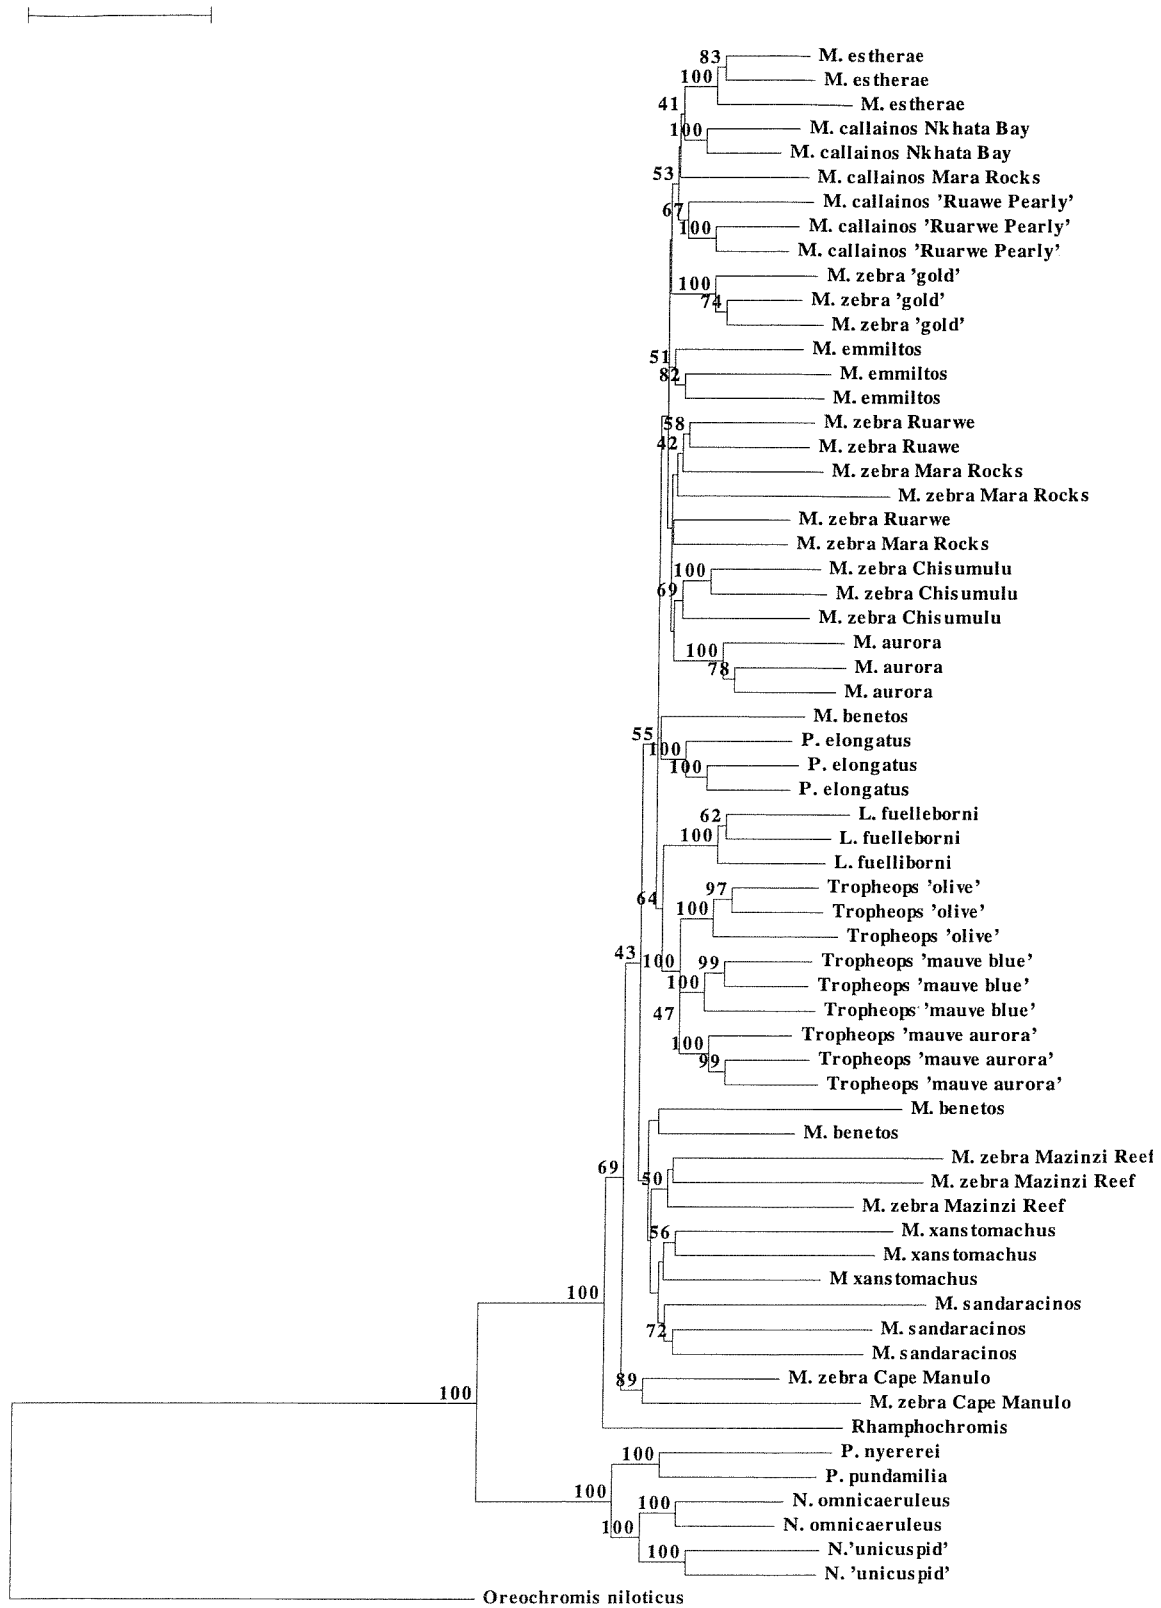 83 M. estherae
100 M. estherae
41 M. estherae
100 M. callainos Nkhata Bay
M. callainos Nkhata Bay
53 M. callainos Mara Rocks
67 M. callainos 'Ruawe Pearly'
100 M. callainos 'Ruarwe Pearly'
M. callainos 'Ruarwe Pearly'
100 M. zebra 'gold'
74 M. zebra 'gold'
M. zebra 'gold'
51 M. emmiltos
82 M. emmiltos
M. emmiltos
58 M. zebra Ruarwe
42 M. zebra Ruawe
M. zebra Mara Rocks
M. zebra Mara Rocks
M. zebra Ruarwe
M. zebra Mara Rocks
100 M. zebra Chisumulu
69 M. zebra Chisumulu
M. zebra Chisumulu
100 M. aurora
78 M. aurora
M. aurora
55 M. benetos
100 P. elongatus
100 P. elongatus
P. elongatus
62 L. fuelleborni
100 L. fuelleborni
L. fuelliborni
64 97 Tropheops 'olive'
100 Tropheops 'olive'
Tropheops 'olive'
43 100 99 Tropheops 'mauve blue'
100 Tropheops 'mauve blue'
47 Tropheops 'mauve blue'
100 Tropheops 'mauve aurora'
99 Tropheops 'mauve aurora'
Tropheops 'mauve aurora'
M. benetos
M. benetos
69 M. zebra Mazinzi Reef
50 M. zebra Mazinzi Reef
M. zebra Mazinzi Reef
56 M. xanstomachus
M. xanstomachus
M xanstomachus
100 M. sandaracinos
72 M. sandaracinos
M. sandaracinos
89 M. zebra Cape Manulo
100 M. zebra Cape Manulo
Rhamphochromis
100 P. nyererei
P. pundamilia
100 100 N. omnicaeruleus
100 N. omnicaeruleus
100 N.'unicuspid'
N. 'unicuspid'
Oreochromis niloticus